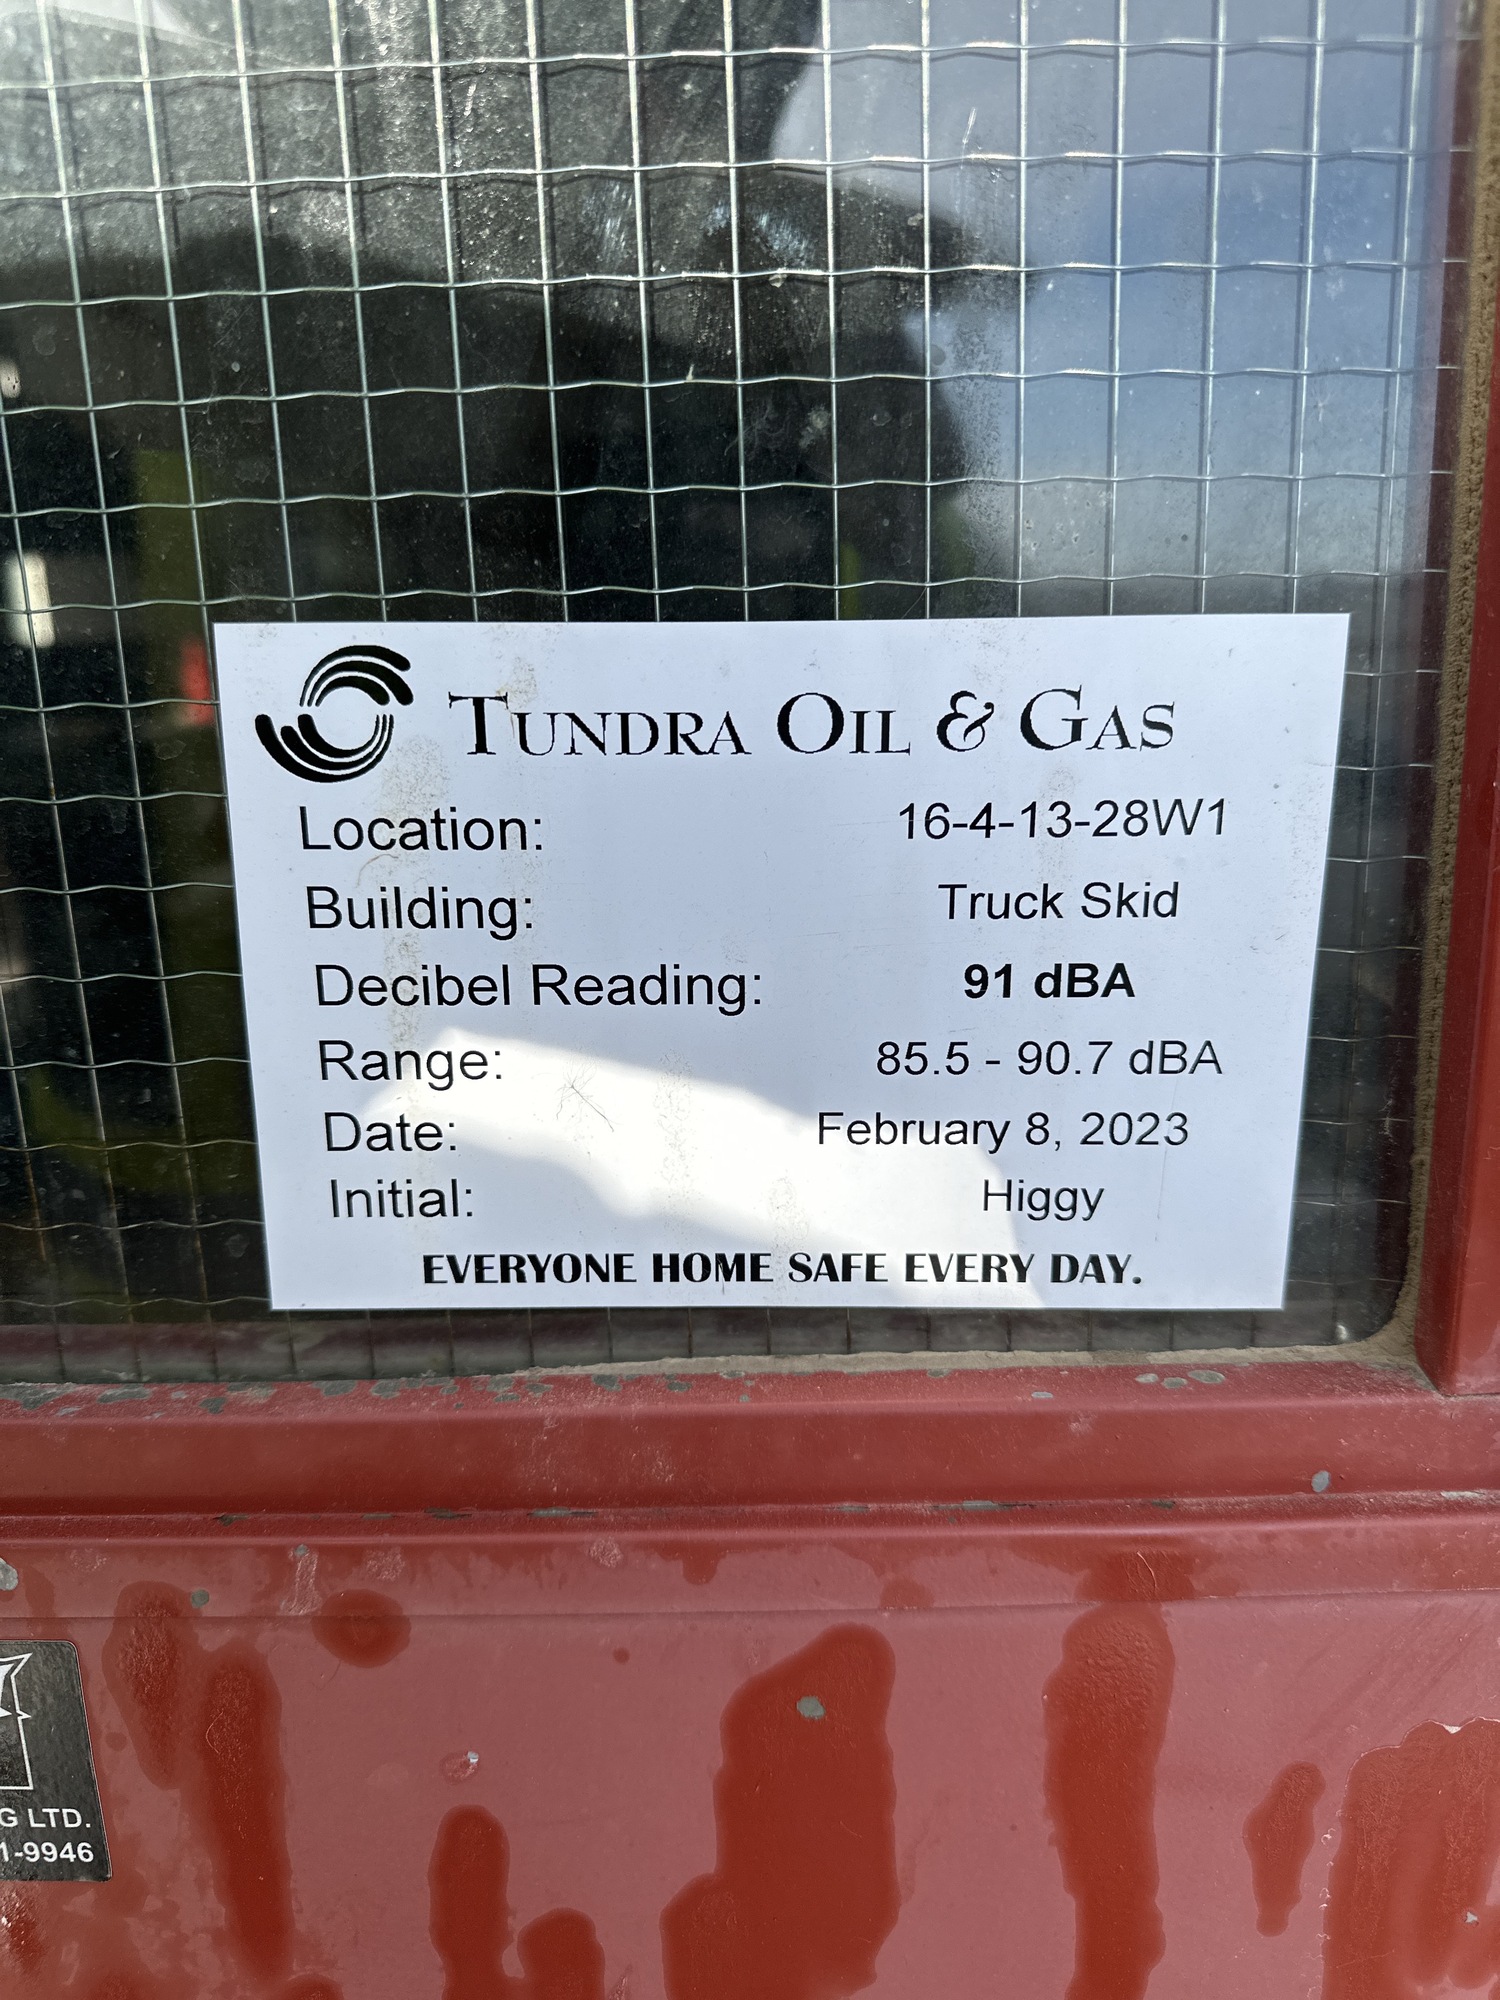 TUNDRA OIL & GAS
Location: 16-4-13-28W1
Building: Truck Skid
Decibel Reading: 91 dBA
Range: 85.5 - 90.7 dBA
Date: February 8, 2023
Initial: Higgy
EVERYONE HOME SAFE EVERY DAY.
G LTD.
1-9946